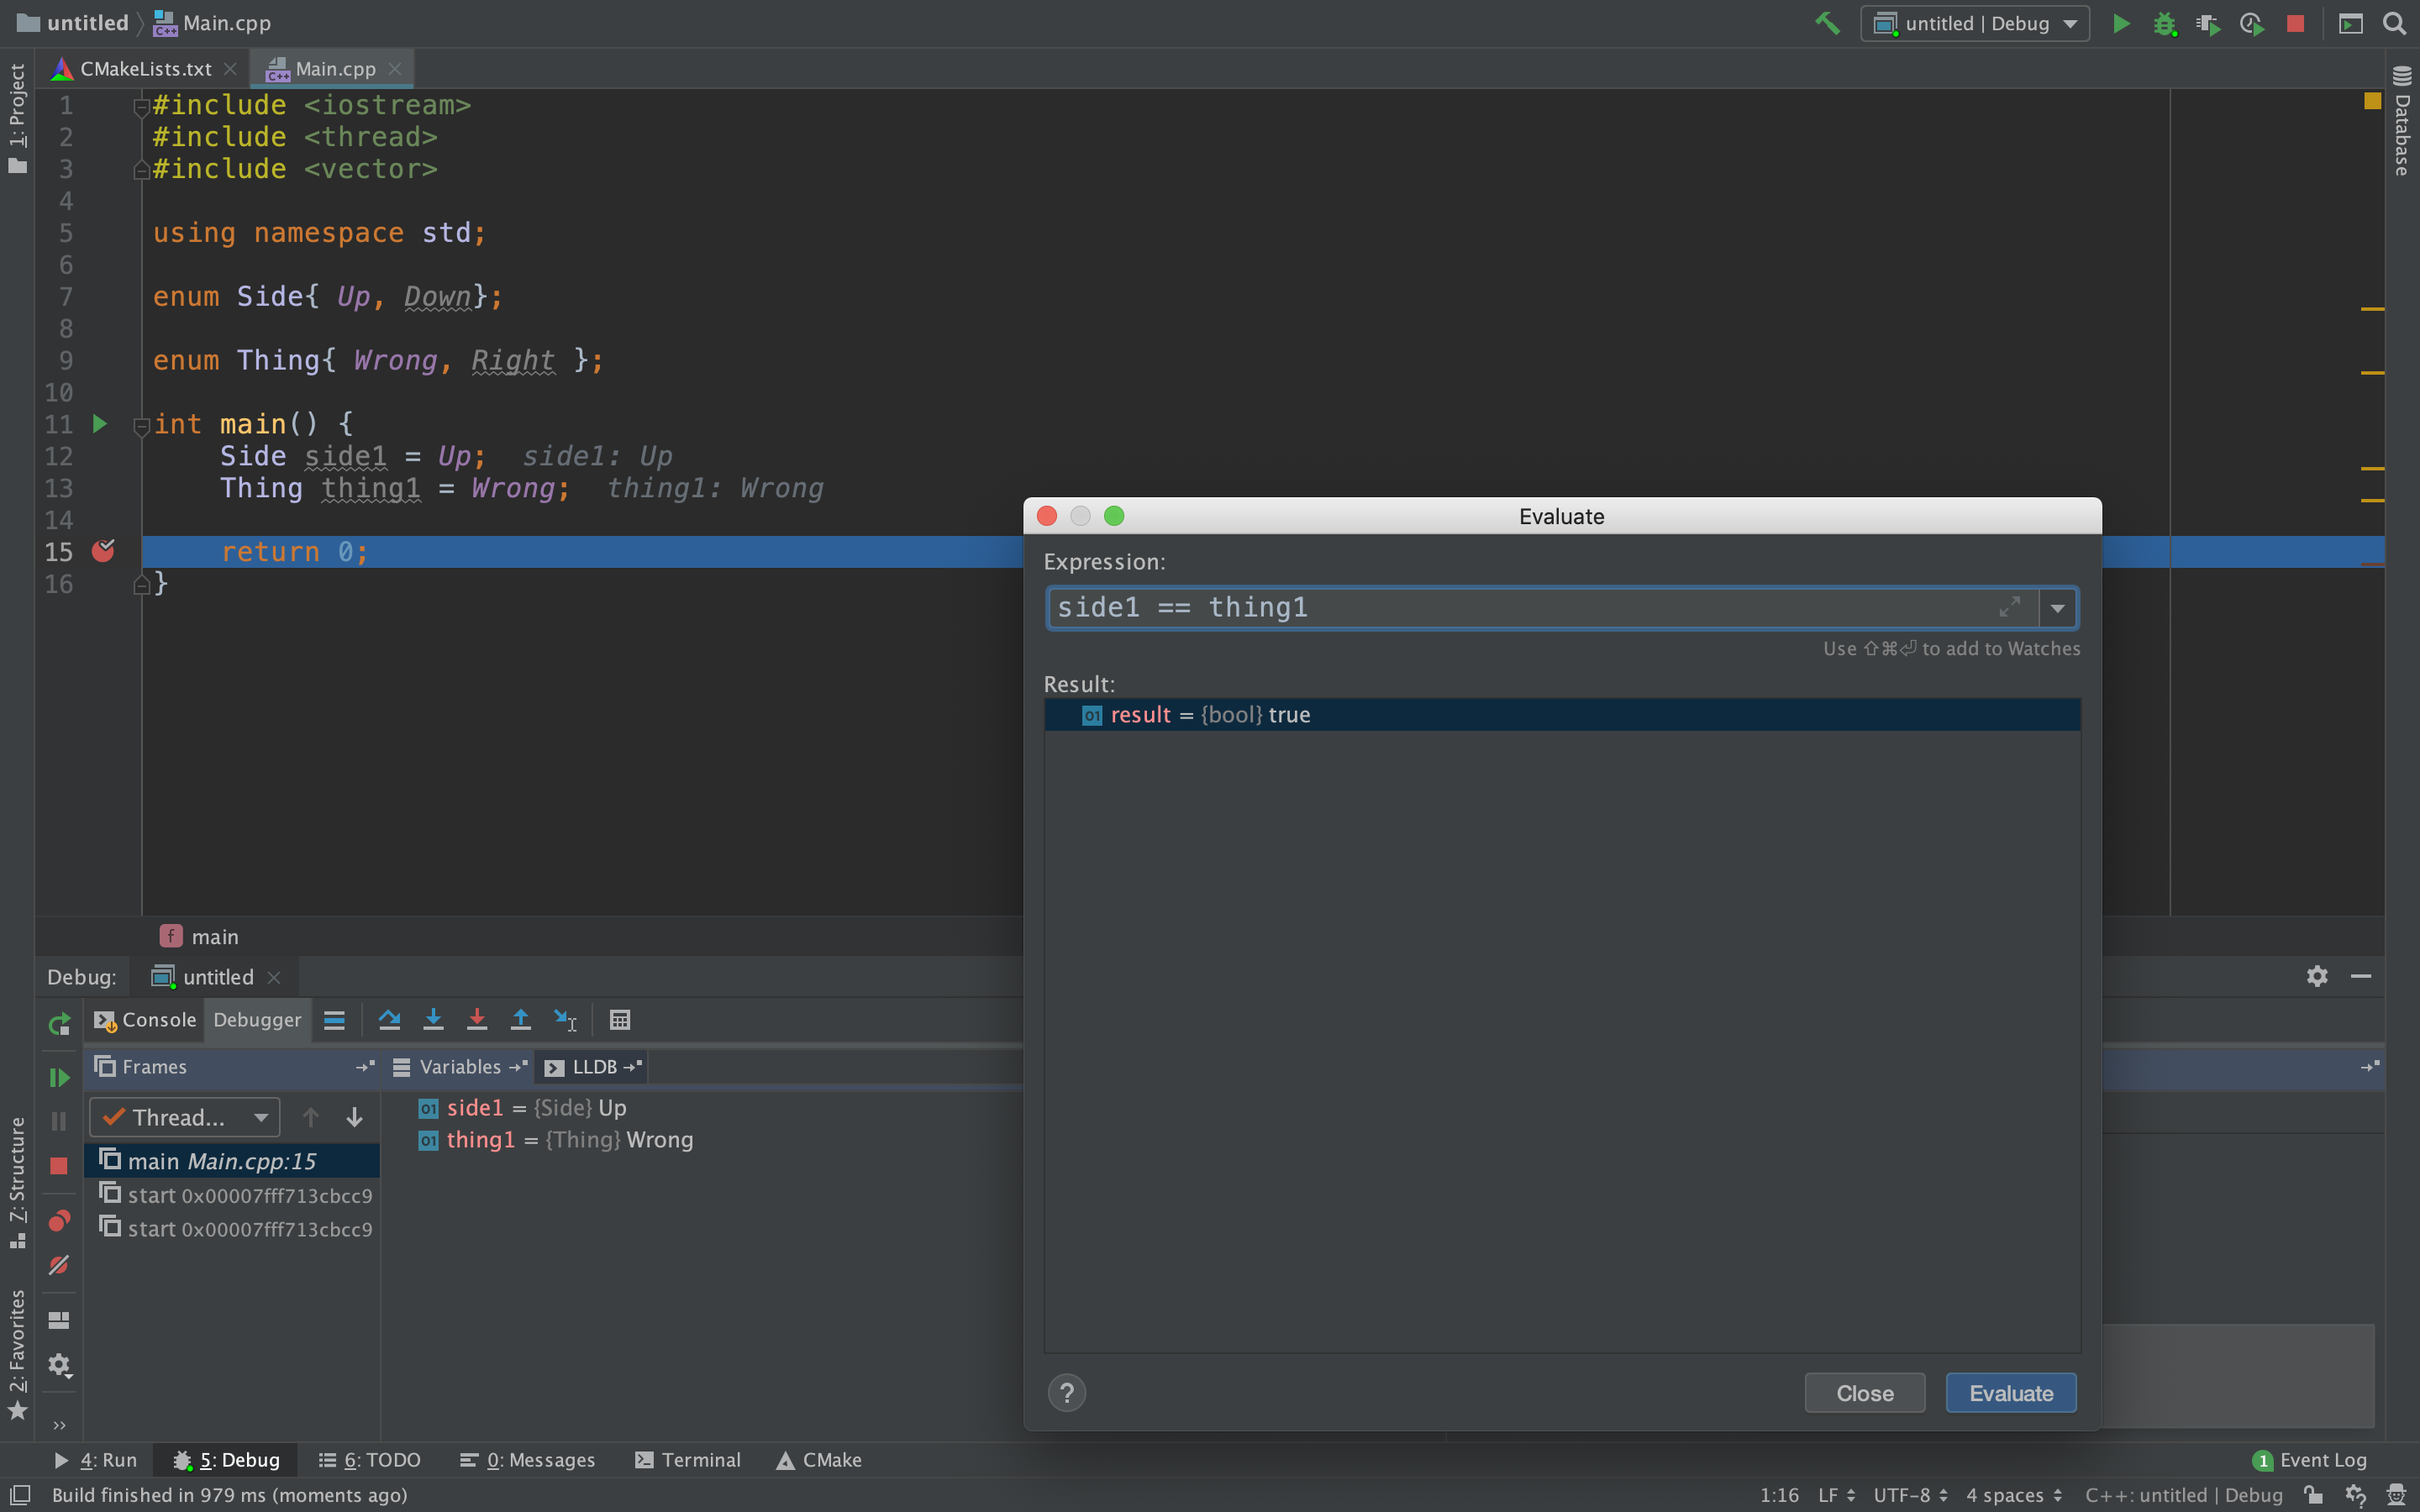 untitled Main.cpp untitled | Debug
CMakeLists.txt Main.cpp
1: Project
Database
1 #include <iostream>
2 #include <thread>
3 #include <vector>
4
5 using namespace std;
6
7 enum Side{ Up, Down};
8
9 enum Thing{ Wrong, Right };
10
11 int main() {
12 Side side1 = Up; side1: Up
13 Thing thing1 = Wrong; thing1: Wrong
14
15 return 0;
16 }
Evaluate
Expression:
side1 == thing1
Use ⇧⌘⏎ to add to Watches
Result:
01 result = {bool} true
? Close Evaluate
f main
Debug: untitled
Console Debugger
Frames Variables LLDB
Thread...
main Main.cpp:15
start 0x00007fff713cbcc9
start 0x00007fff713cbcc9
01 side1 = {Side} Up
01 thing1 = {Thing} Wrong
7: Structure
2: Favorites
4: Run 5: Debug 6: TODO 0: Messages Terminal CMake 1 Event Log
Build finished in 979 ms (moments ago) 1:16 LF UTF-8 4 spaces C++: untitled | Debug